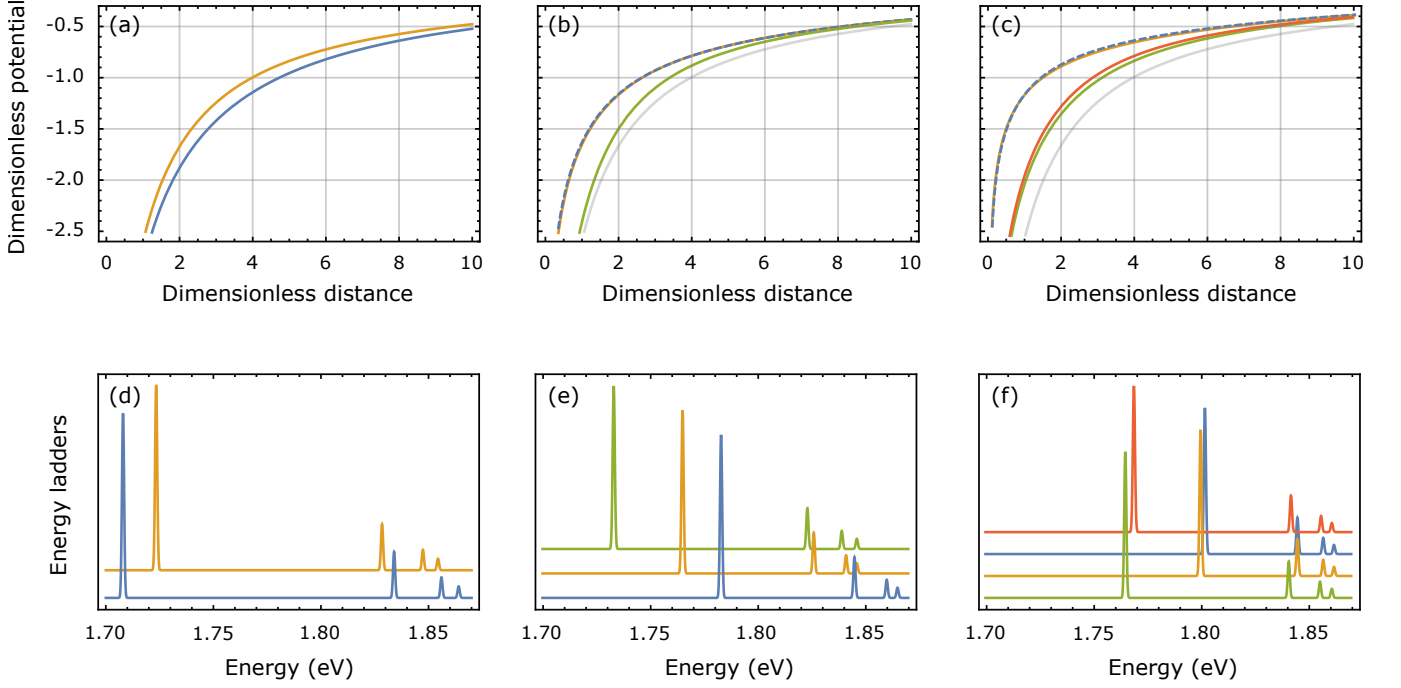 (a)
(b)
(c)
Dimensionless potential
-0.5
-1.0
-1.5
-2.0
-2.5
0 2 4 6 8 10
0 2 4 6 8 10
0 2 4 6 8 10
Dimensionless distance
Dimensionless distance
Dimensionless distance
(d)
(e)
(f)
Energy ladders
1.70 1.75 1.80 1.85
1.70 1.75 1.80 1.85
1.70 1.75 1.80 1.85
Energy (eV)
Energy (eV)
Energy (eV)